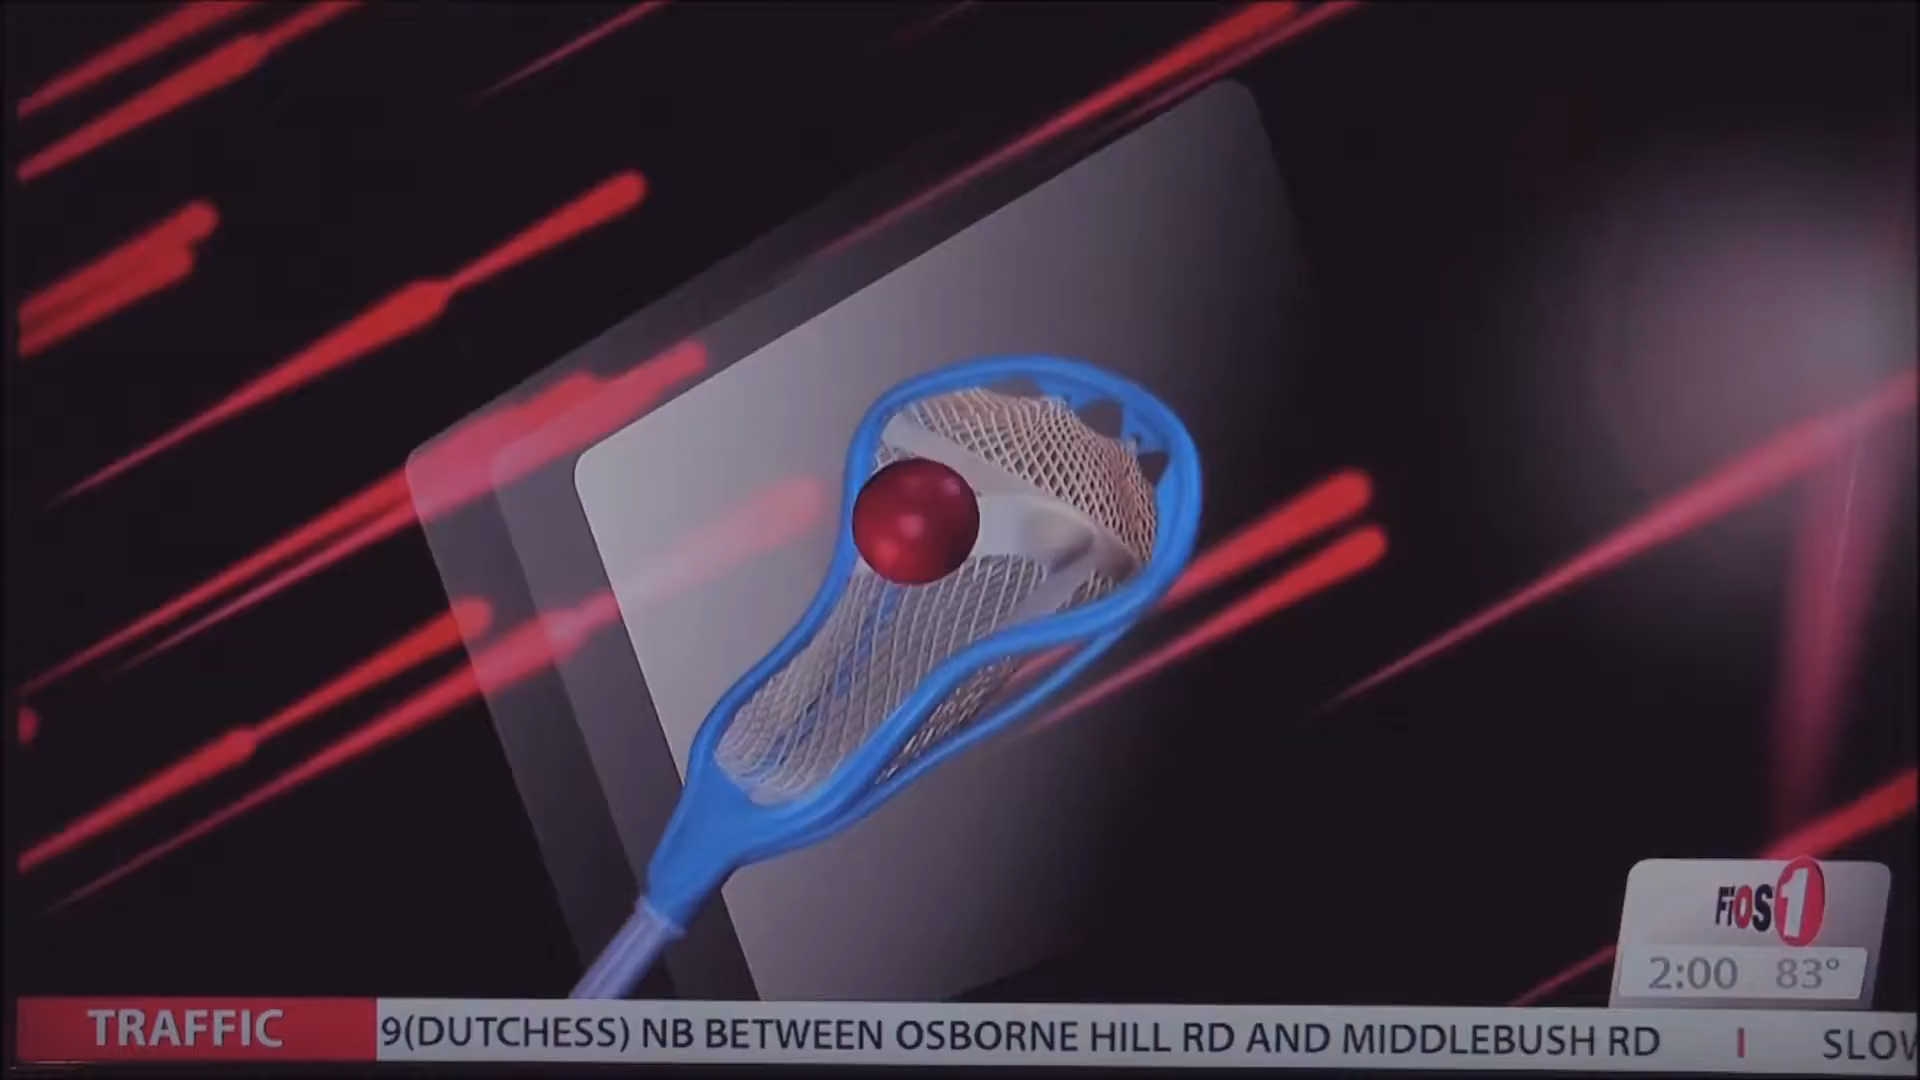 FiOS1
2:00 83°
TRAFFIC
9(DUTCHESS) NB BETWEEN OSBORNE HILL RD AND MIDDLEBUSH RD | SLOW